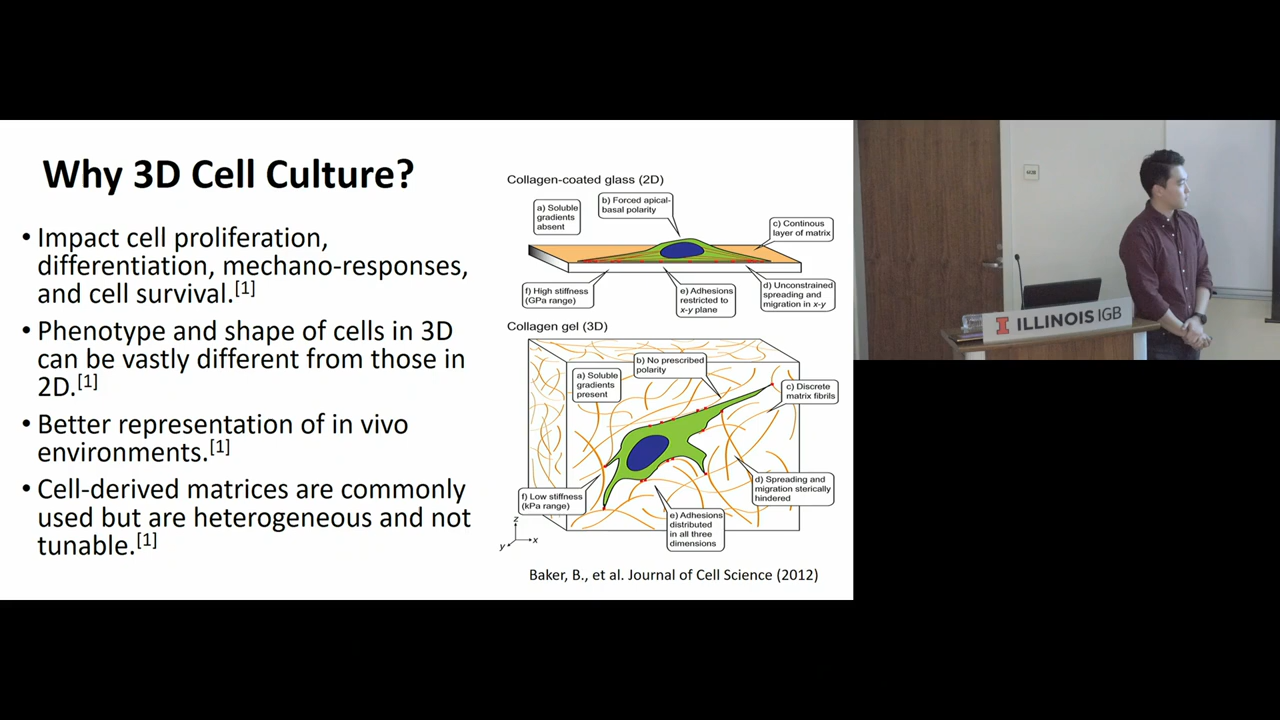 Why 3D Cell Culture?
• Impact cell proliferation,
differentiation, mechano-responses,
and cell survival.[1]
• Phenotype and shape of cells in 3D
can be vastly different from those in
2D.[1]
• Better representation of in vivo
environments.[1]
• Cell-derived matrices are commonly
used but are heterogeneous and not
tunable.[1]
Collagen-coated glass (2D)
a) Soluble
gradients
absent
b) Forced apical-
basal polarity
c) Continous
layer of matrix
f) High stiffness
(GPa range)
e) Adhesions
restricted to
x-y plane
d) Unconstrained
spreading and
migration in x-y
Collagen gel (3D)
a) Soluble
gradients
present
b) No prescribed
polarity
c) Discrete
matrix fibrils
f) Low stiffness
(kPa range)
e) Adhesions
distributed
in all three
dimensions
d) Spreading and
migration sterically
hindered
z
y
x
Baker, B., et al. Journal of Cell Science (2012)
I ILLINOIS IGB